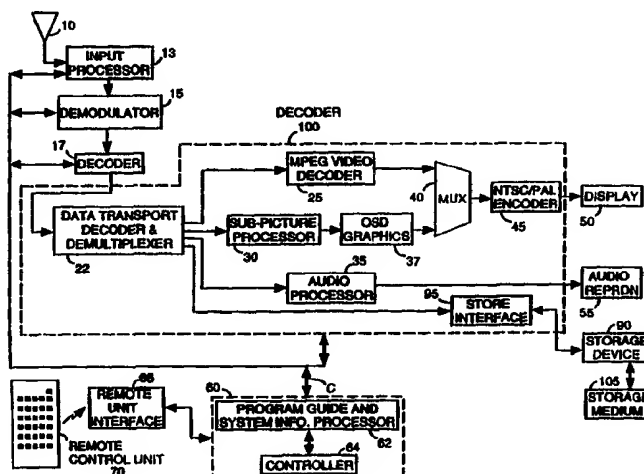 10
INPUT
PROCESSOR
13
DEMODULATOR
15
17
DECODER
DECODER
100
MPEG VIDEO
DECODER
25
40
MUX
NTSC/PAL
ENCODER
45
DISPLAY
50
DATA TRANSPORT
DECODER &
DEMULTIPLEXER
22
SUB-PICTURE
PROCESSOR
30
OSD
GRAPHICS
37
35
AUDIO
PROCESSOR
95
STORE
INTERFACE
AUDIO
REPRDN
55
90
STORAGE
DEVICE
105
STORAGE
MEDIUM
C
REMOTE
UNIT
INTERFACE
60
PROGRAM GUIDE AND
SYSTEM INFO. PROCESSOR
62
64
CONTROLLER
REMOTE
CONTROL UNIT
70